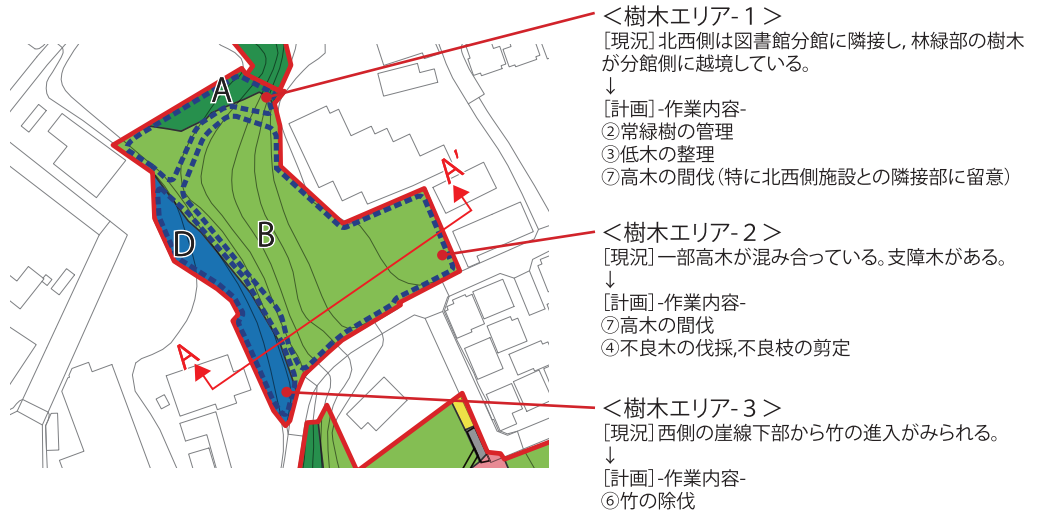 ＜樹木エリア-１＞
［現況］北西側は図書館分館に隣接し，林縁部の樹木
が分館側に越境している。
↓
［計画］-作業内容-
②常緑樹の管理
③低木の整理
⑦高木の間伐（特に北西側施設との隣接部に留意）
＜樹木エリア-２＞
［現況］一部高木が混み合っている。支障木がある。
↓
［計画］-作業内容-
⑦高木の間伐
④不良木の伐採,不良枝の剪定
＜樹木エリア-３＞
［現況］西側の崖線下部から竹の進入がみられる。
↓
［計画］-作業内容-
⑥竹の除伐
A
A'
B
D
A